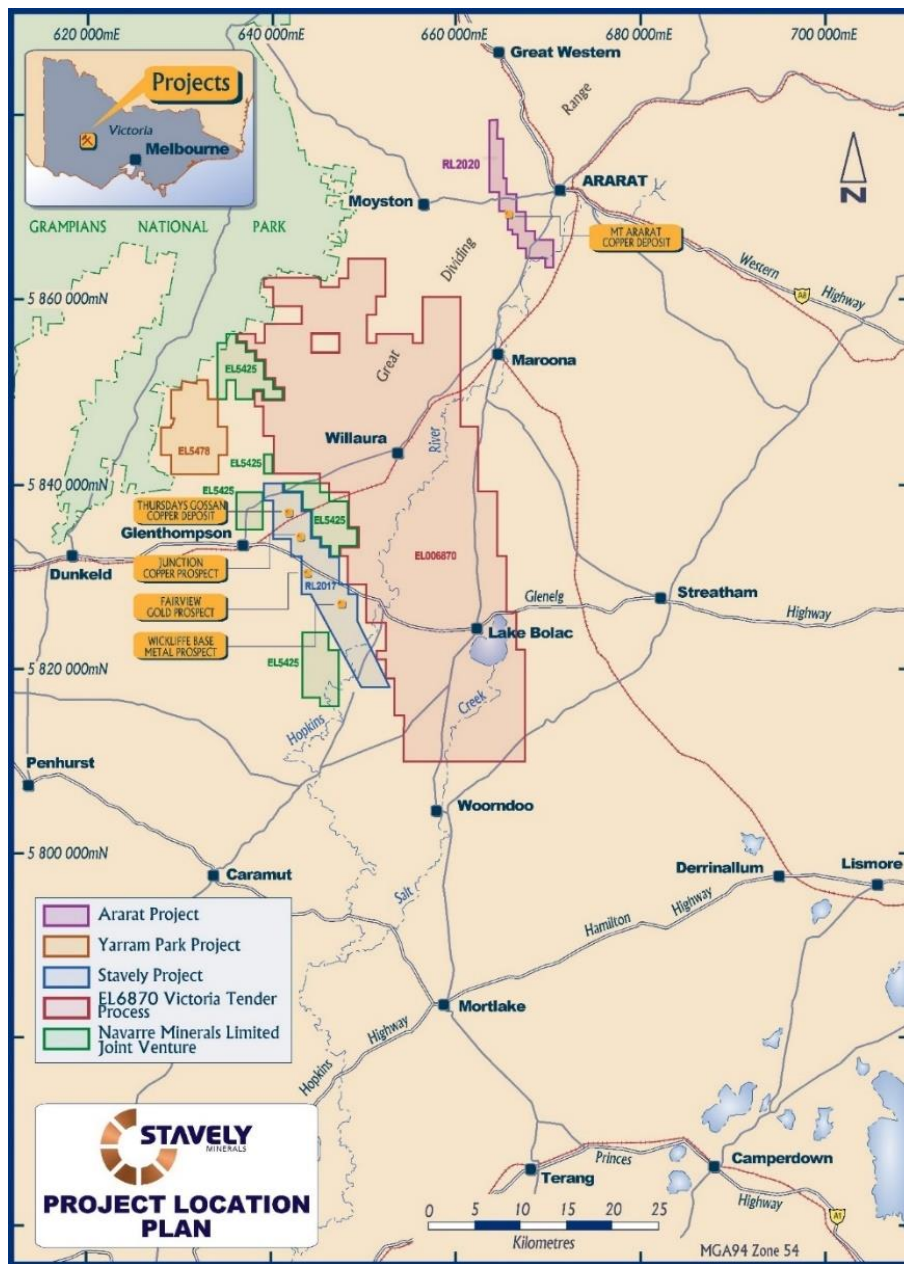 620 000mE
640 000mE
660 000mE
680 000mE
700 000mE
Projects
Victoria
Melbourne
Great Western
Range
RL2020
ARARAT
Moyston
MT ARARAT
COPPER DEPOSIT
N
GRAMPIANS
NATIONAL
PARK
Dividing
Western
Highway
A8
5 860 000mN
Great
Maroona
EL5425
EL5478
Willaura
River
EL5425
5 840 000mN
EL5425
THURSDAYS GOSSAN
COPPER DEPOSIT
EL5425
Glenthompson
EL006870
Dunkeld
JUNCTION
COPPER PROSPECT
RL2017
FAIRVIEW
GOLD PROSPECT
Glenelg
Streatham
Highway
WICKLIFFE BASE
METAL PROSPECT
Lake Bolac
EL5425
5 820 000mN
Creek
Hopkins
Penhurst
Woorndoo
5 800 000mN
Caramut
Derrinallum
Lismore
Salt
Hamilton
Highway
Ararat Project
Yarram Park Project
Stavely Project
EL6870 Victoria Tender
Process
Navarre Minerals Limited
Joint Venture
Mortlake
Hopkins
Highway
STAVELY
MINERALS
PROJECT LOCATION
PLAN
Terang
Princes
Camperdown
Highway
A1
0 5 10 15 20 25
Kilometres
MGA94 Zone 54